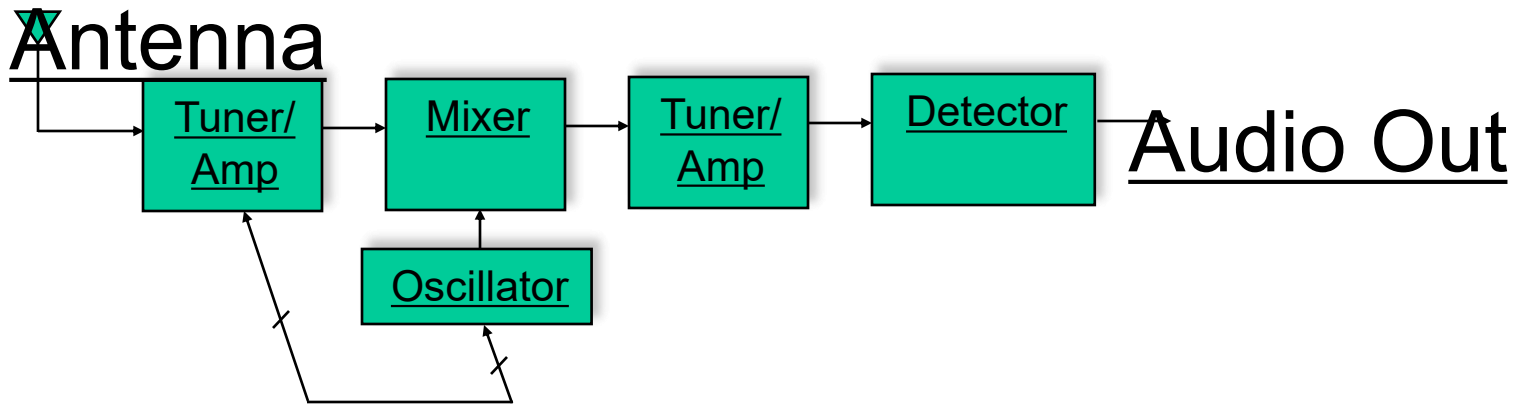 Antenna
Tuner/
Amp
Mixer
Tuner/
Amp
Detector
Audio Out
Oscillator